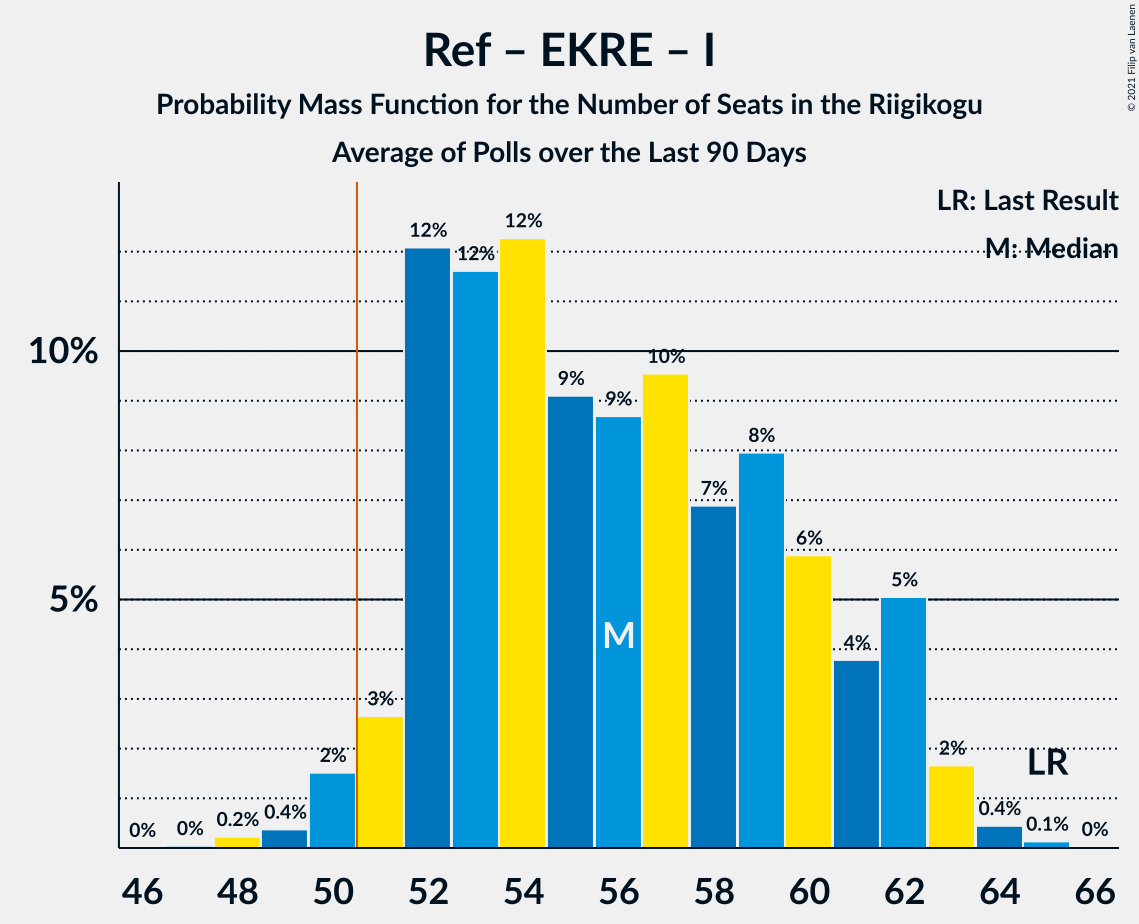 Ref – EKRE – I
Probability Mass Function for the Number of Seats in the Riigikogu
Average of Polls over the Last 90 Days
© 2021 Filip van Laenen
LR: Last Result
M: Median
10%
5%
0%
0%
0.2%
0.4%
2%
3%
12%
12%
12%
9%
9%
10%
7%
8%
6%
4%
5%
2%
0.4%
0.1%
0%
M
LR
46 48 50 52 54 56 58 60 62 64 66